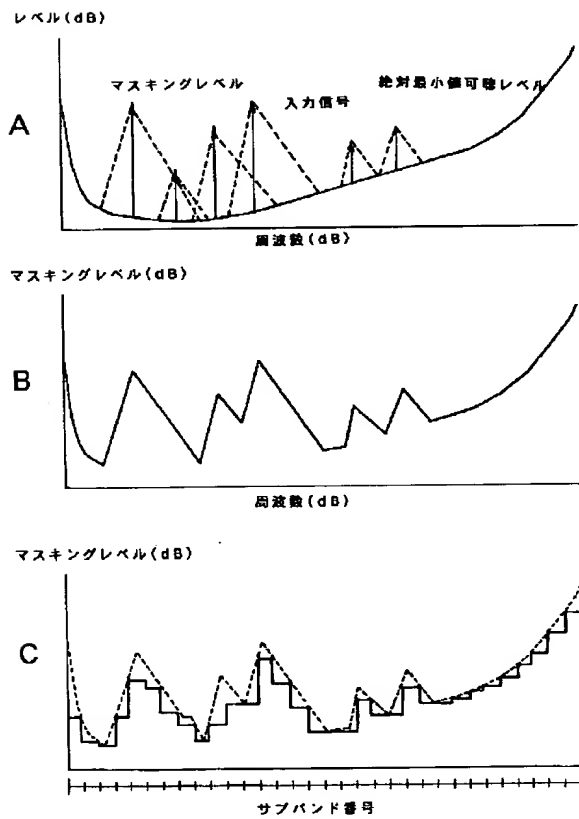 レベル(dB)
マスキングレベル
入力信号
絶対最小値可聴レベル
A
周波数(dB)
マスキングレベル(dB)
B
周波数(dB)
マスキングレベル(dB)
C
サブバンド番号